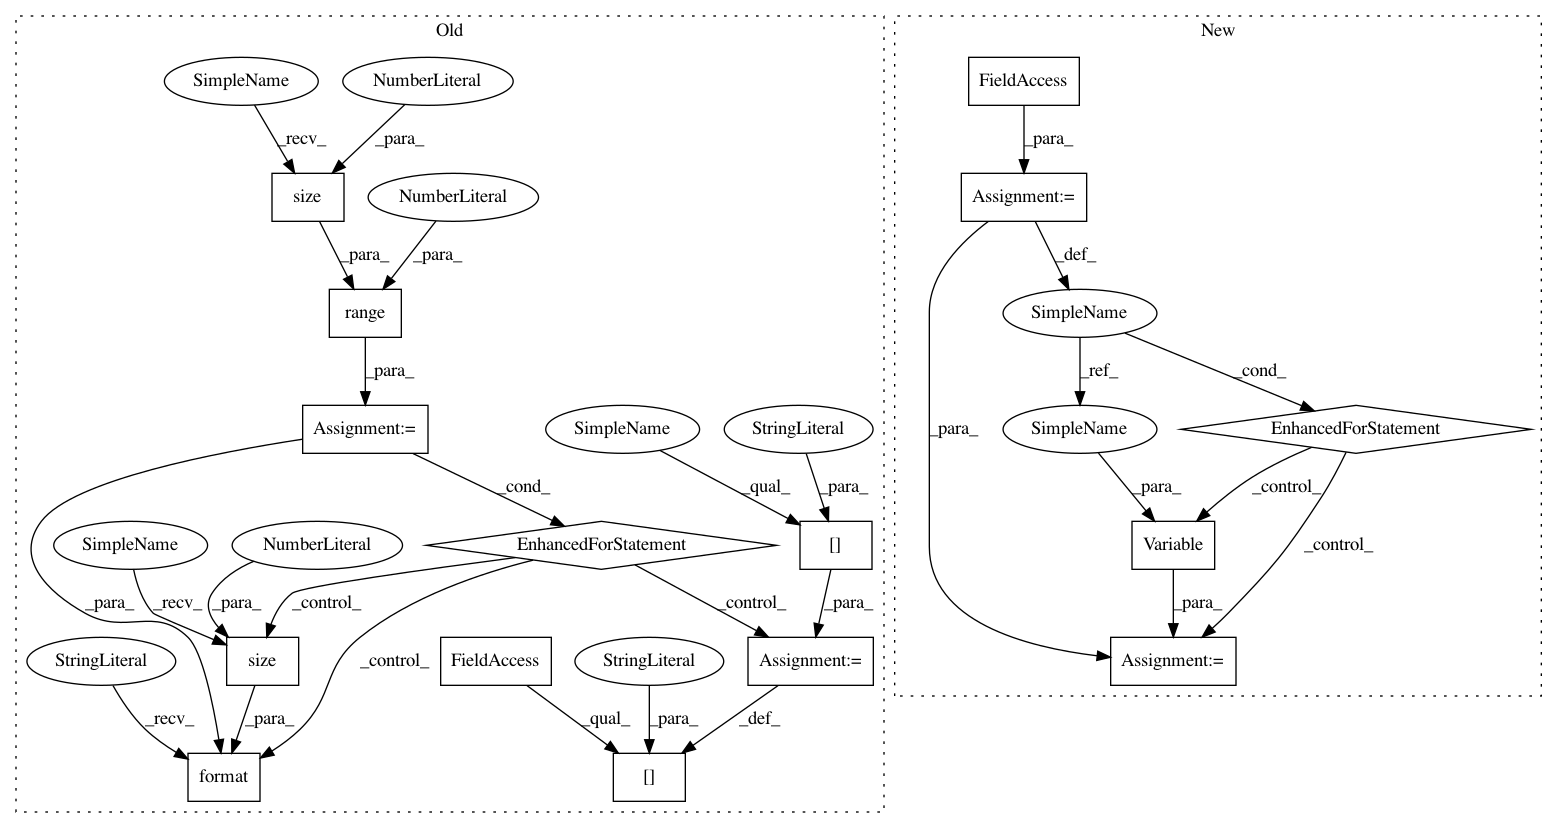 Old
New
SimpleName
NumberLiteral
FieldAccess
_recv_
_para_
_para_
size
NumberLiteral
Assignment:=
_para_
_para_
_def_
range
SimpleName
_para_
_ref_
_cond_
Assignment:=
SimpleName
StringLiteral
_para_
SimpleName
EnhancedForStatement
_cond_
_qual_
_para_
_para_
_control_
SimpleName
NumberLiteral
EnhancedForStatement
[]
Variable
_control_
_para_
_recv_
_para_
_control_
_control_
_para_
_para_
StringLiteral
size
_control_
FieldAccess
StringLiteral
Assignment:=
Assignment:=
_recv_
_para_
_qual_
_para_
_def_
format
[]